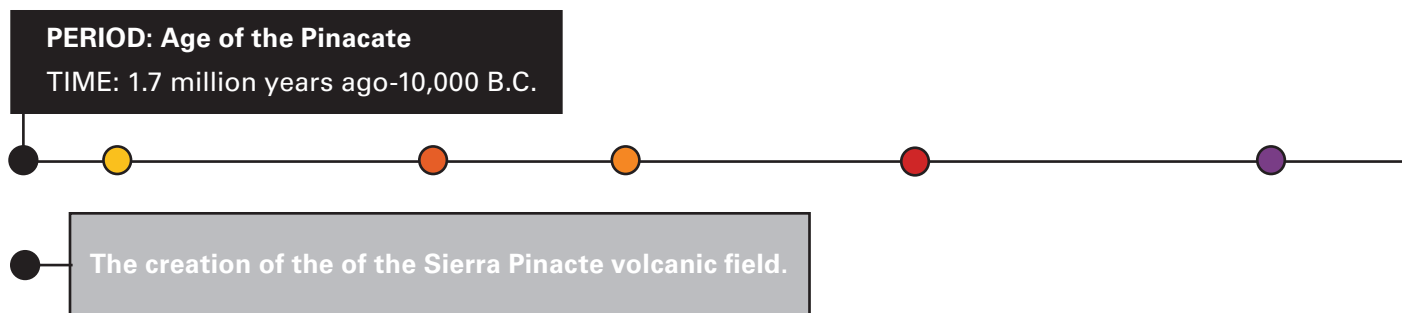 PERIOD: Age of the Pinacate
TIME: 1.7 million years ago-10,000 B.C.
The creation of the of the Sierra Pinacte volcanic field.